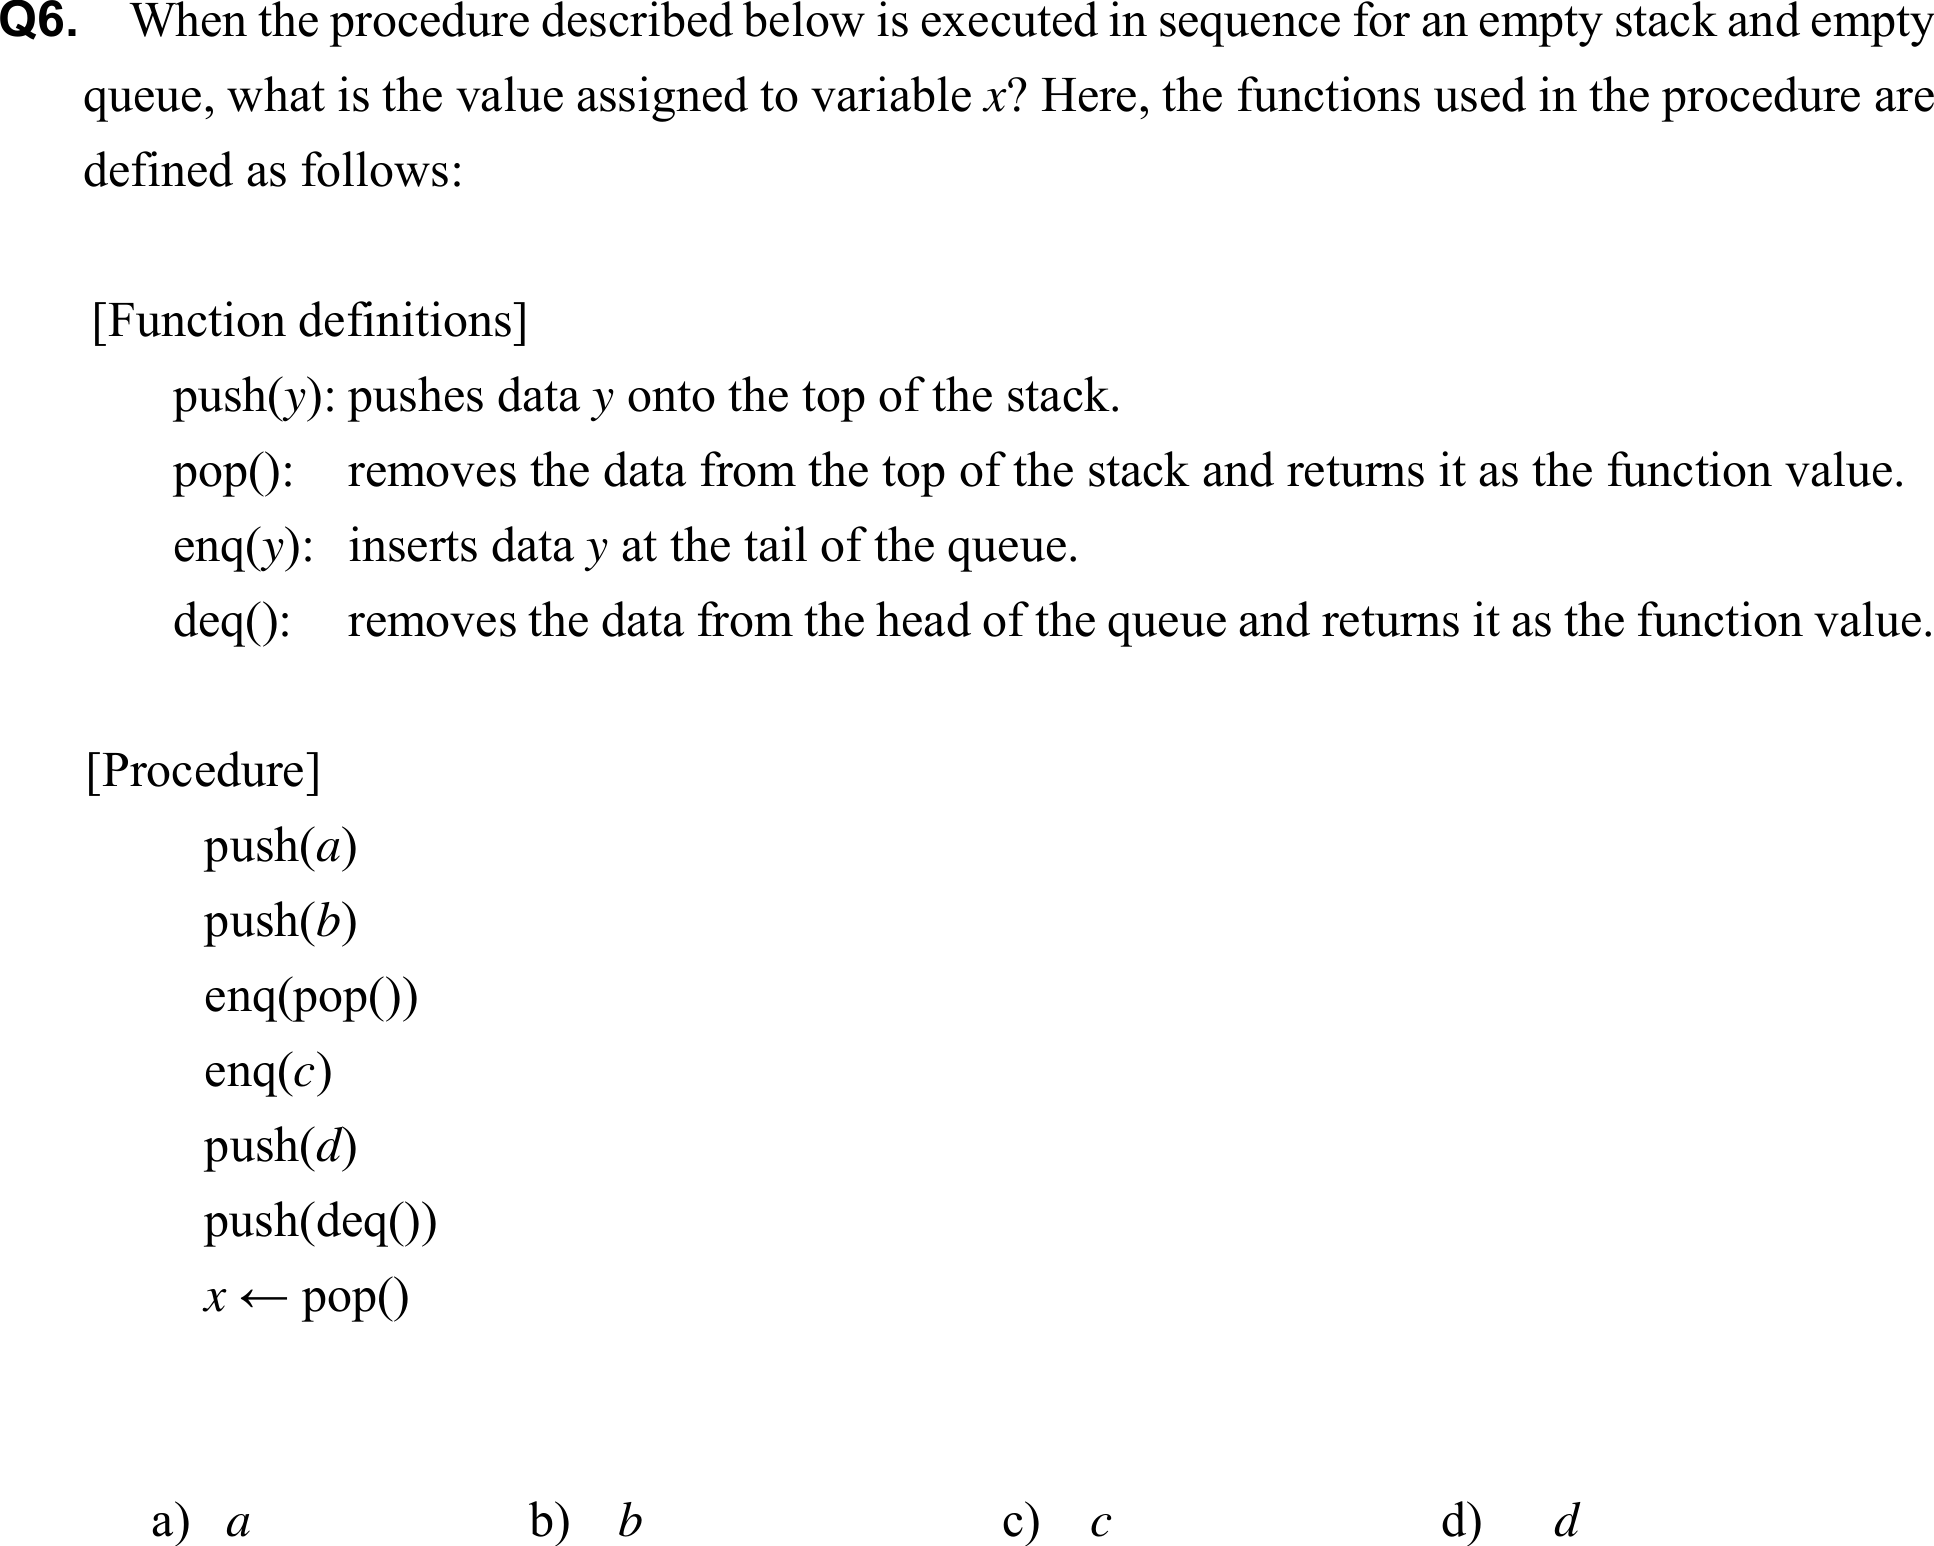 Q6. When the procedure described below is executed in sequence for an empty stack and empty
queue, what is the value assigned to variable x? Here, the functions used in the procedure are
defined as follows:
[Function definitions]
push(y): pushes data y onto the top of the stack.
pop(): removes the data from the top of the stack and returns it as the function value.
enq(y): inserts data y at the tail of the queue.
deq(): removes the data from the head of the queue and returns it as the function value.
[Procedure]
push(a)
push(b)
enq(pop())
enq(c)
push(d)
push(deq())
x ← pop()
a) a b) b c) c d) d